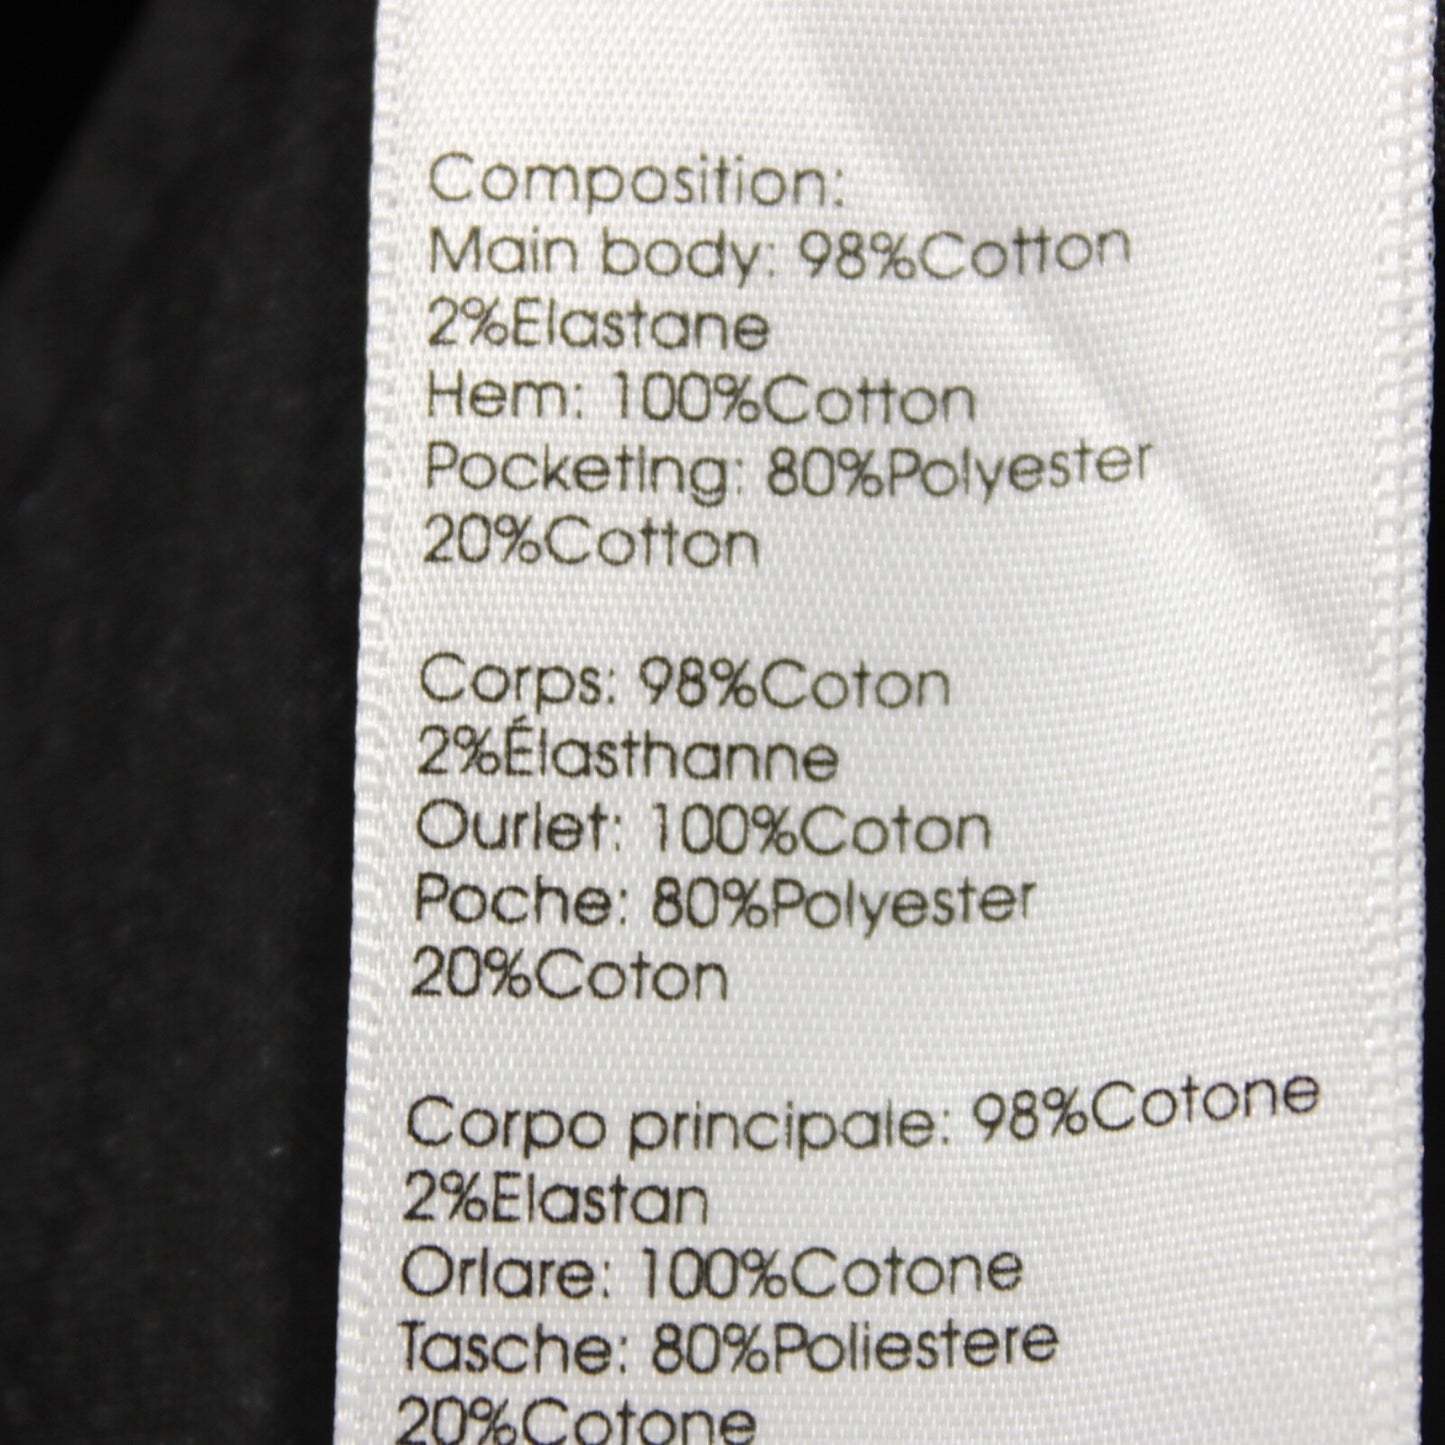 Composition:
Main body: 98%Cotton
2%Elastane
Hem: 100%Cotton
Pocketing: 80%Polyester
20%Cotton
Corps: 98%Coton
2%Élasthanne
Ourlet: 100%Coton
Poche: 80%Polyester
20%Coton
Corpo principale: 98%Cotone
2%Elastan
Orlare: 100%Cotone
Tasche: 80%Poliestere
20%Cotone